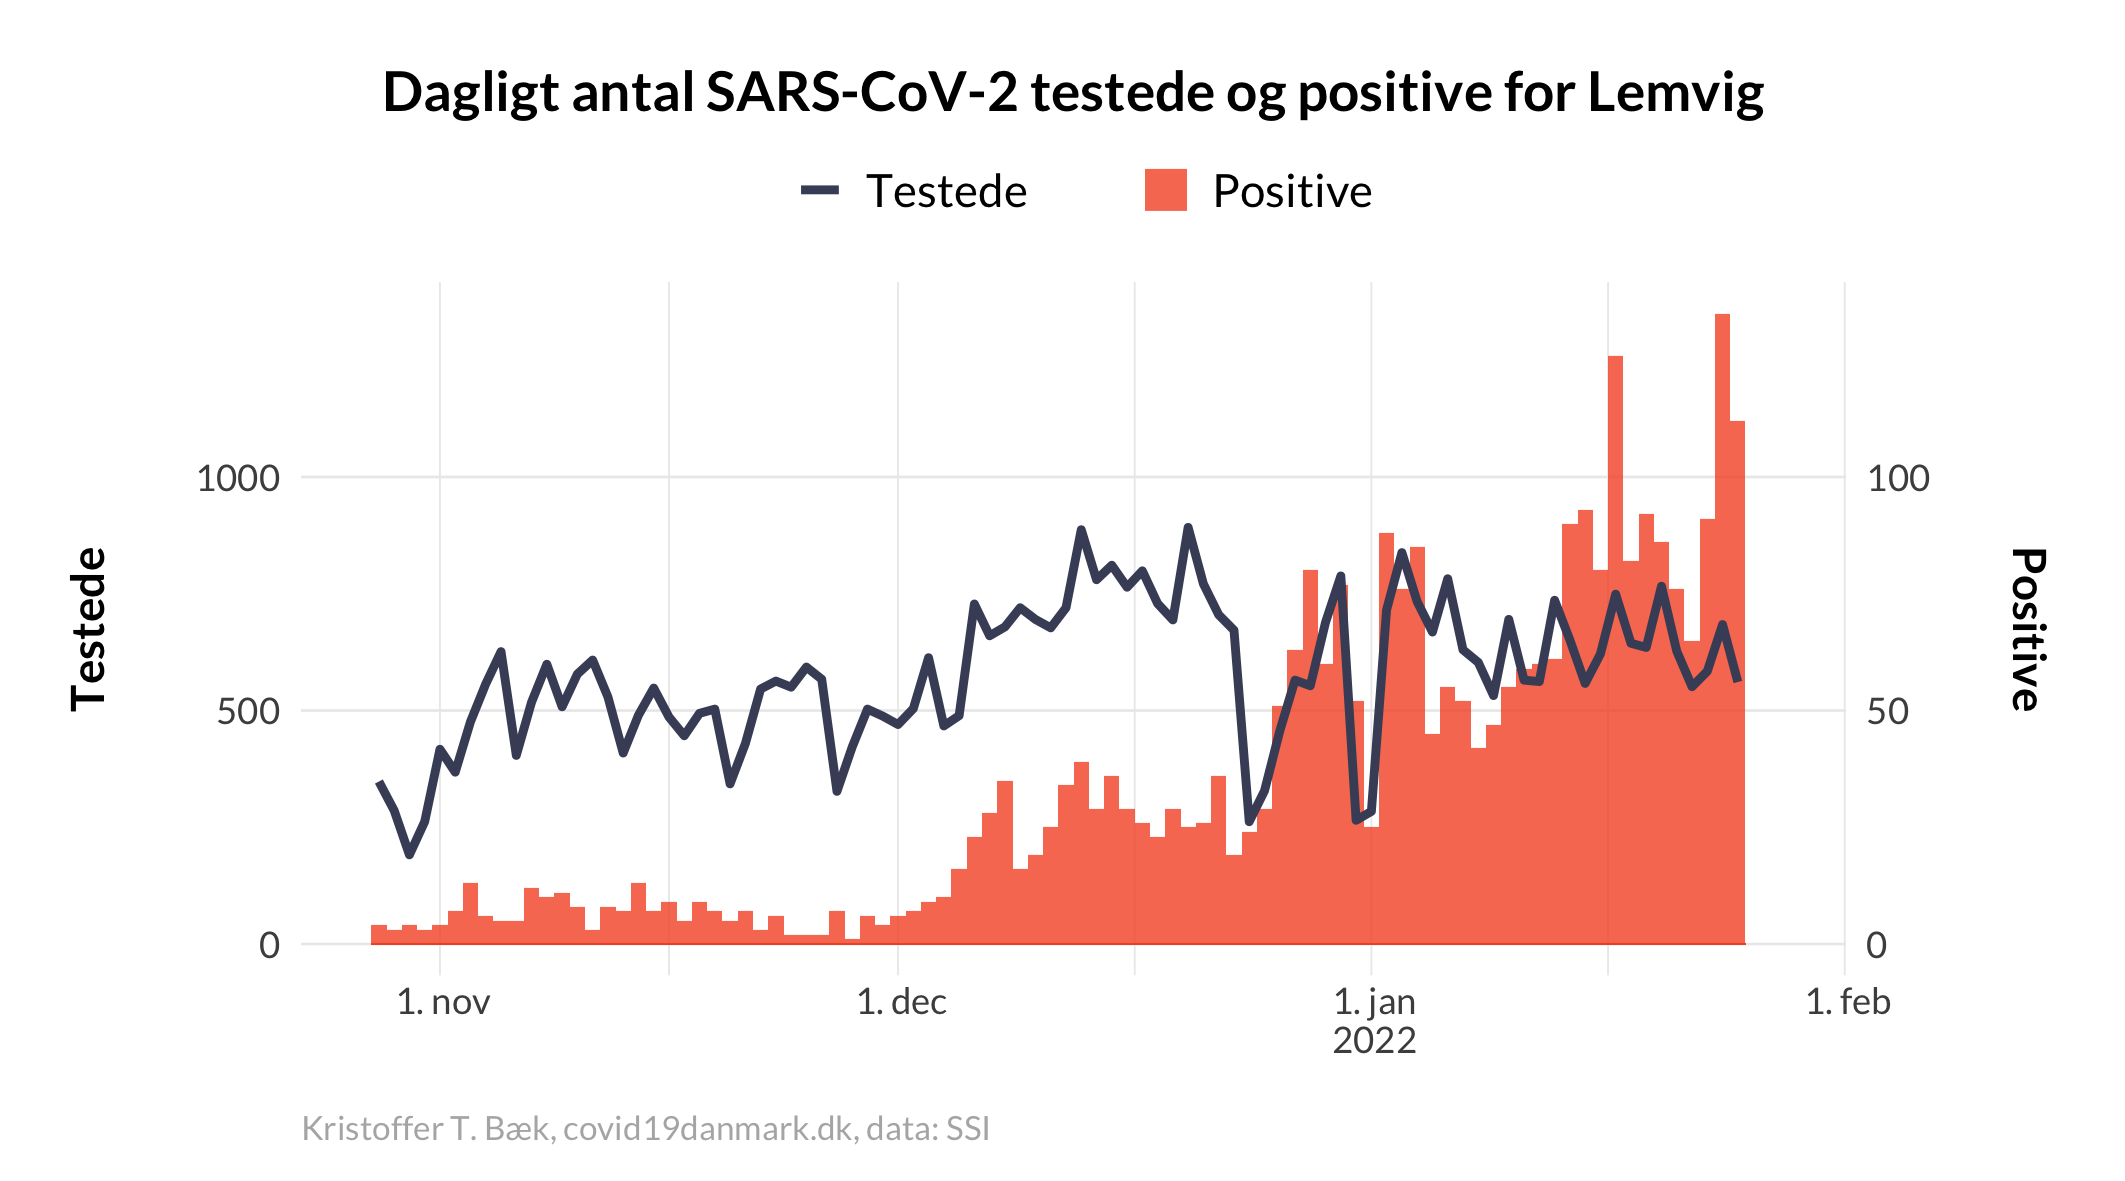 Dagligt antal SARS-CoV-2 testede og positive for Lemvig
Testede
Positive
Testede
1000
500
0
100
50
0
Positive
1. nov
1. dec
1. jan
2022
1. feb
Kristoffer T. Bæk, covid19danmark.dk, data: SSI